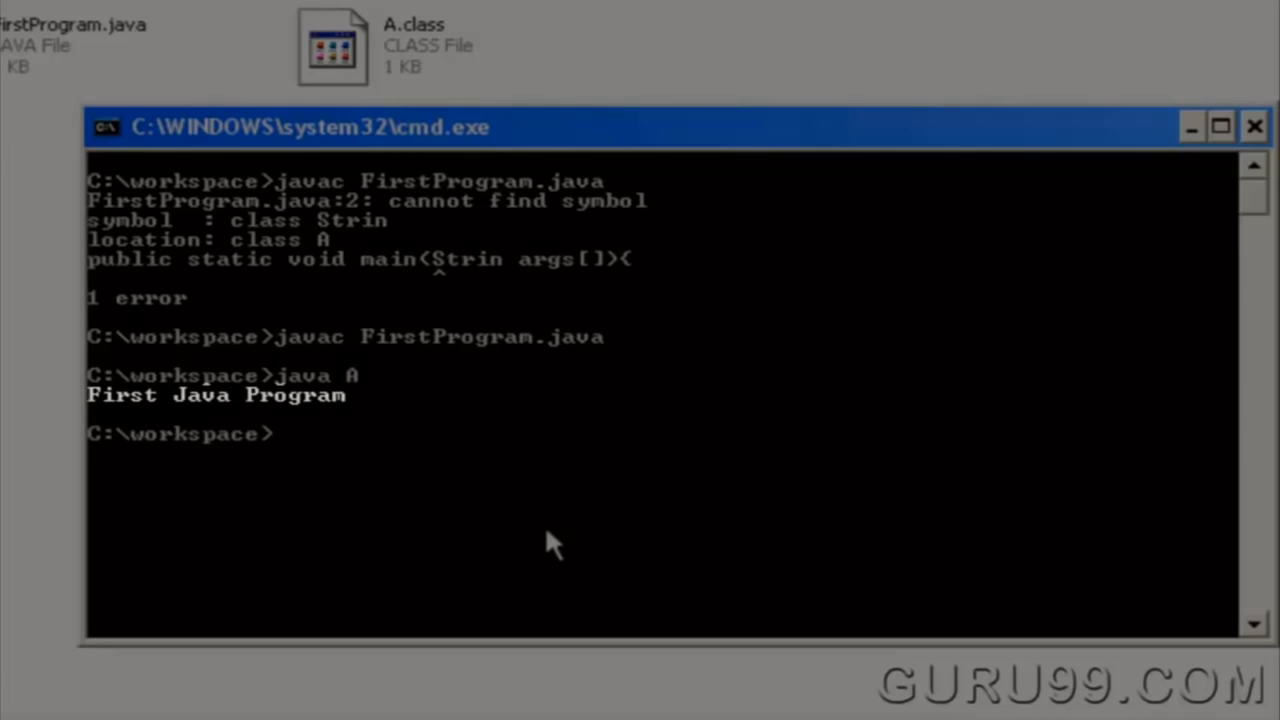 irstProgram.java
AVA File
KB
A.class
CLASS File
1 KB
C:\WINDOWS\system32\cmd.exe
C:\workspace>javac FirstProgram.java
FirstProgram.java:2: cannot find symbol
symbol  : class Strin
location: class A
public static void main(Strin args[]){
^
1 error
C:\workspace>javac FirstProgram.java
C:\workspace>java A
First Java Program
C:\workspace>
GURU99.COM